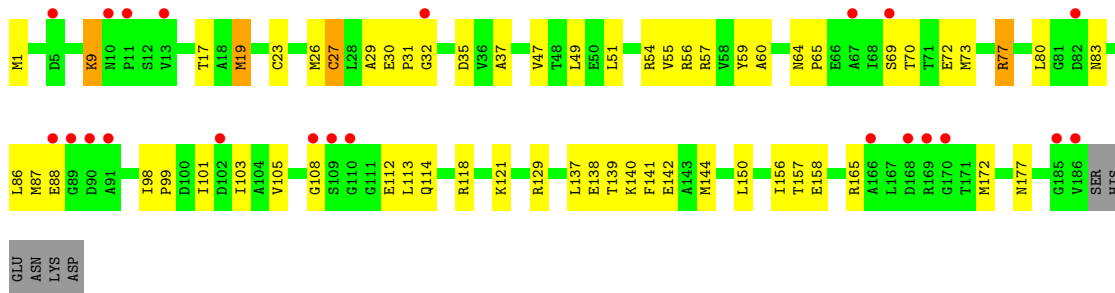 M1 D5 K9 N10 P11 S12 V13 T17 A18 M19 C23 M26 C27 L28 A29 E30 P31 G32 D35 V36 A37 V47 T48 L49 E50 L51 R54 V55 R56 R57 V58 Y59 A60 N64 P65 E66 A67 I68 S69 T70 T71 E72 M73 R77 L80 G81 D82 N83
L86 M87 E88 G89 D90 A91 I98 P99 D100 I101 D102 I103 A104 V105 G108 S109 G110 G111 E112 L113 Q114 R118 K121 R129 L137 E138 T139 K140 F141 E142 A143 M144 L150 I156 T157 E158 R165 A166 L167 D168 R169 G170 T171 M172 N177 G185 V186 SER HIS
GLU ASN LYS ASP